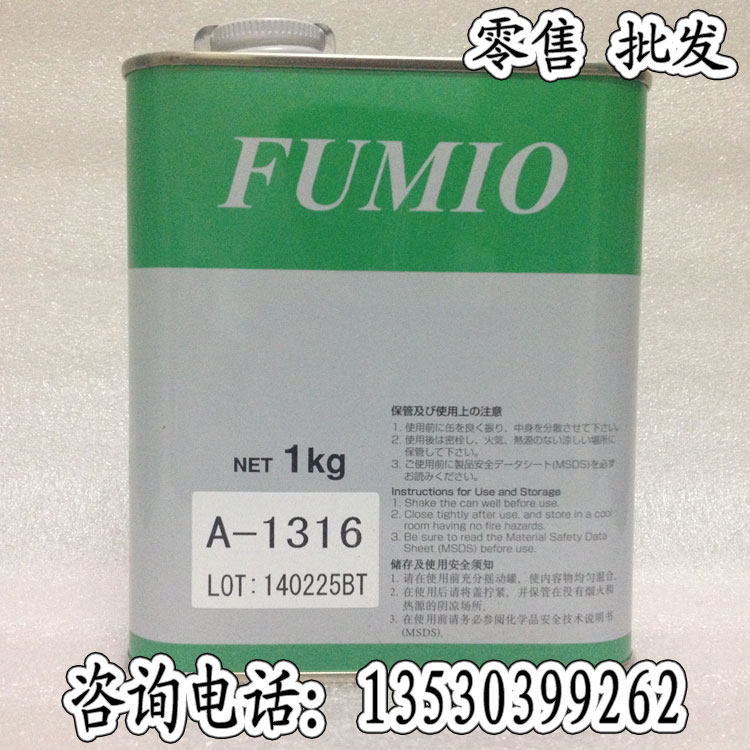 零售 批发
FUMIO
NET 1kg
A-1316
LOT:140225BT
保管及び使用上の注意
1. 使用前に缶を良く振り、中身を分散させて下さい。
2. 使用後は密栓し、火気、熱源のない涼しい場所に
保管して下さい。
3. ご使用前に製品安全データシート(MSDS)を必ず
お読みください。
Instructions for Use and Storage
1. Shake the can well before use.
2. Close tightly after use, and store in a cool
room having no fire hazards.
3. Be sure to read the Material Safety Data
Sheet (MSDS) before use.
储存及使用安全须知
1. 请在使用前充分摇动罐，使内容物均匀混合.
2. 在使用后请将盖拧紧，并保管在没有烟火和
热源的阴凉场所.
3. 在使用前请务必参阅化学品安全技术说明书
(MSDS).
咨询电话: 13530399262